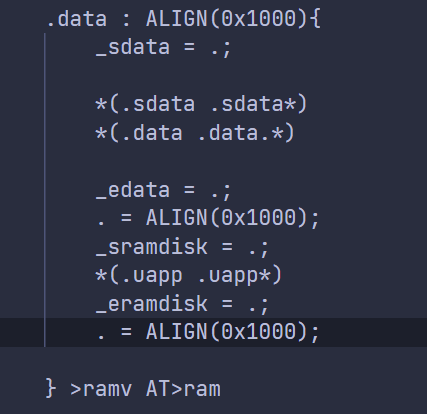 .data : ALIGN(0x1000){
_sdata = .;
*(.sdata .sdata*)
*(.data .data.*)
_edata = .;
. = ALIGN(0x1000);
_sramdisk = .;
*(.uapp .uapp*)
_eramdisk = .;
. = ALIGN(0x1000);
} >ramv AT>ram